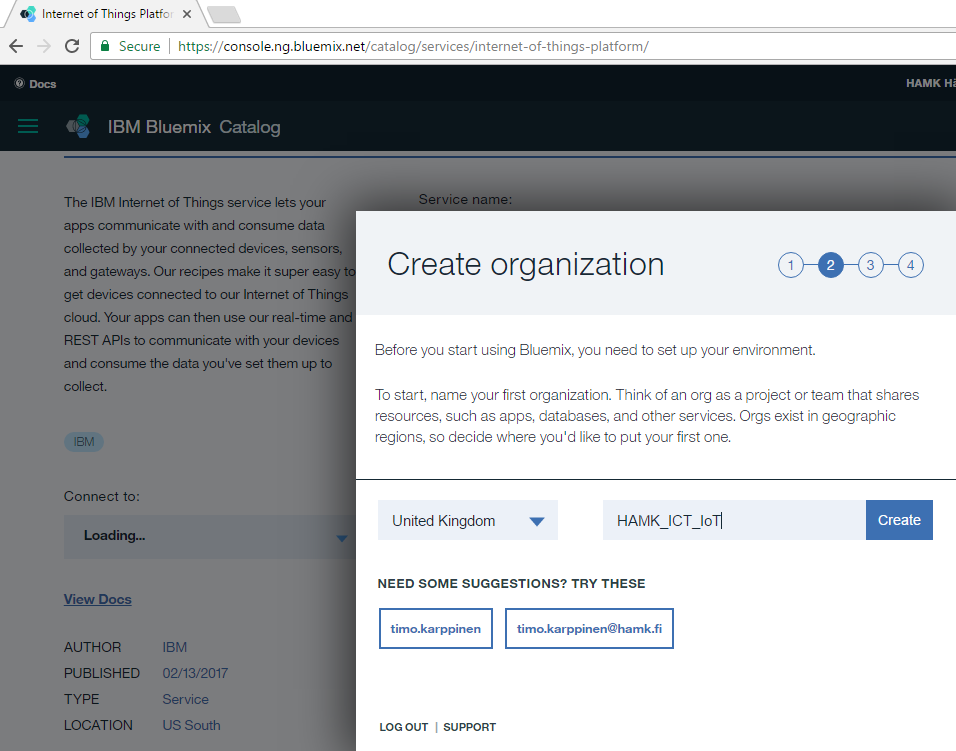 Internet of Things Platfor
Secure https://console.ng.bluemix.net/catalog/services/internet-of-things-platform/
Docs
HAMK Hä
IBM Bluemix Catalog
The IBM Internet of Things service lets your
apps communicate with and consume data
collected by your connected devices, sensors,
and gateways. Our recipes make it super easy to
get devices connected to our Internet of Things
cloud. Your apps can then use our real-time and
REST APIs to communicate with your devices
and consume the data you've set them up to
collect.
IBM
Connect to:
Loading...
View Docs
AUTHOR IBM
PUBLISHED 02/13/2017
TYPE Service
LOCATION US South
Service name:
Create organization
1 2 3 4
Before you start using Bluemix, you need to set up your environment.
To start, name your first organization. Think of an org as a project or team that shares
resources, such as apps, databases, and other services. Orgs exist in geographic
regions, so decide where you'd like to put your first one.
United Kingdom HAMK_ICT_IoT Create
NEED SOME SUGGESTIONS? TRY THESE
timo.karppinen timo.karppinen@hamk.fi
LOG OUT | SUPPORT